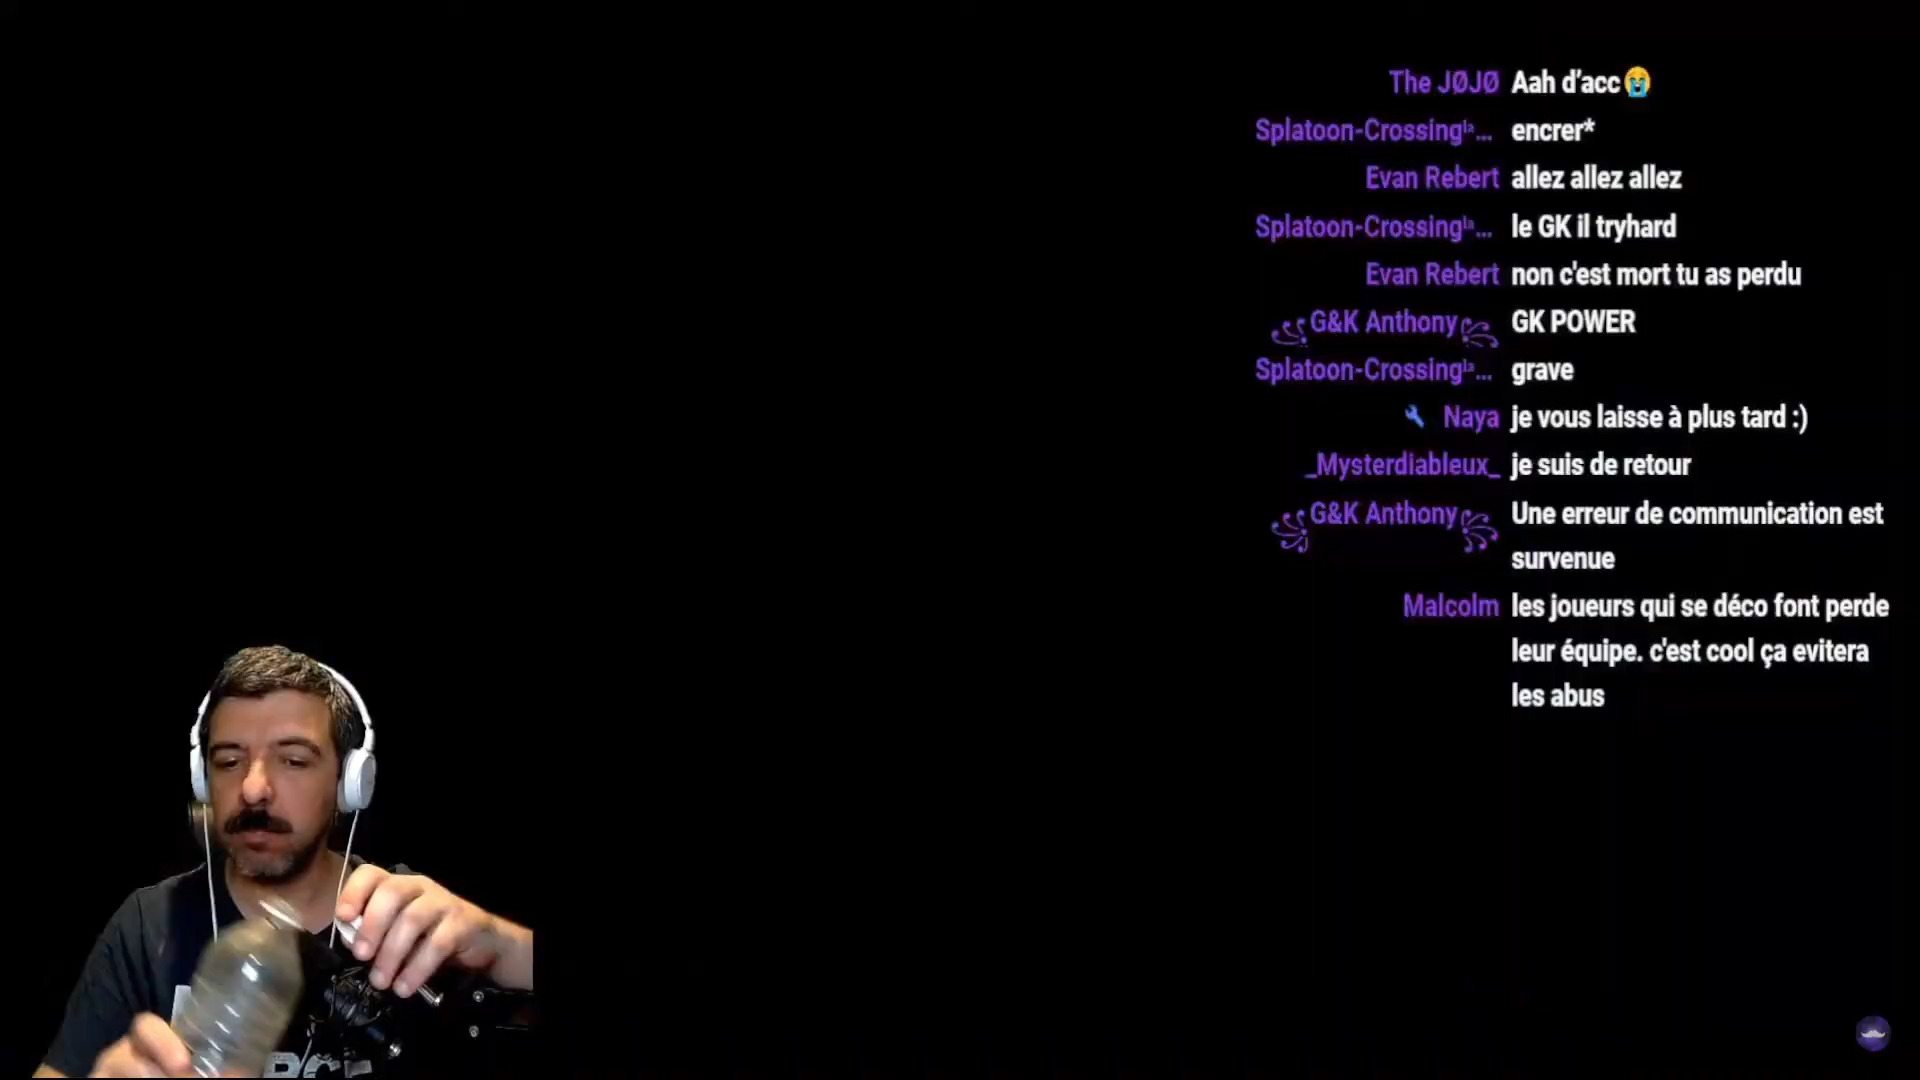 The JØJØ Aah d’acc😭
Splatoon-Crossingˡᵃ... encrer*
Evan Rebert allez allez allez
Splatoon-Crossingˡᵃ... le GK il tryhard
Evan Rebert non c'est mort tu as perdu
G&K Anthony GK POWER
Splatoon-Crossingˡᵃ... grave
Naya je vous laisse à plus tard :)
_Mysterdiableux_ je suis de retour
G&K Anthony Une erreur de communication est
survenue
Malcolm les joueurs qui se déco font perde
leur équipe. c'est cool ça evitera
les abus